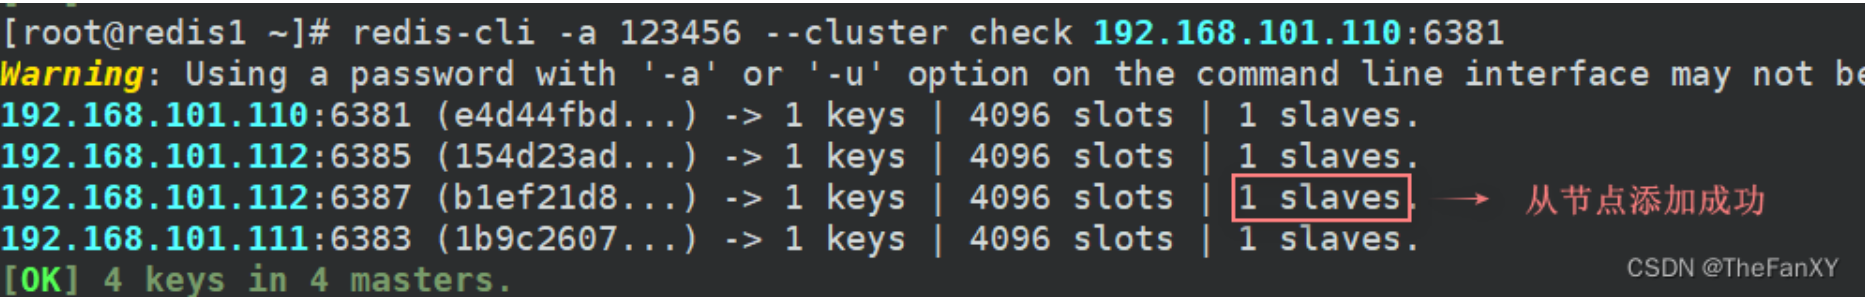 [root@redis1 ~]# redis-cli -a 123456 --cluster check 192.168.101.110:6381
Warning: Using a password with '-a' or '-u' option on the command line interface may not be
192.168.101.110:6381 (e4d44fbd...) -> 1 keys | 4096 slots | 1 slaves.
192.168.101.112:6385 (154d23ad...) -> 1 keys | 4096 slots | 1 slaves.
192.168.101.112:6387 (b1ef21d8...) -> 1 keys | 4096 slots | 1 slaves. → 从节点添加成功
192.168.101.111:6383 (1b9c2607...) -> 1 keys | 4096 slots | 1 slaves.
[OK] 4 keys in 4 masters.
CSDN @TheFanXY